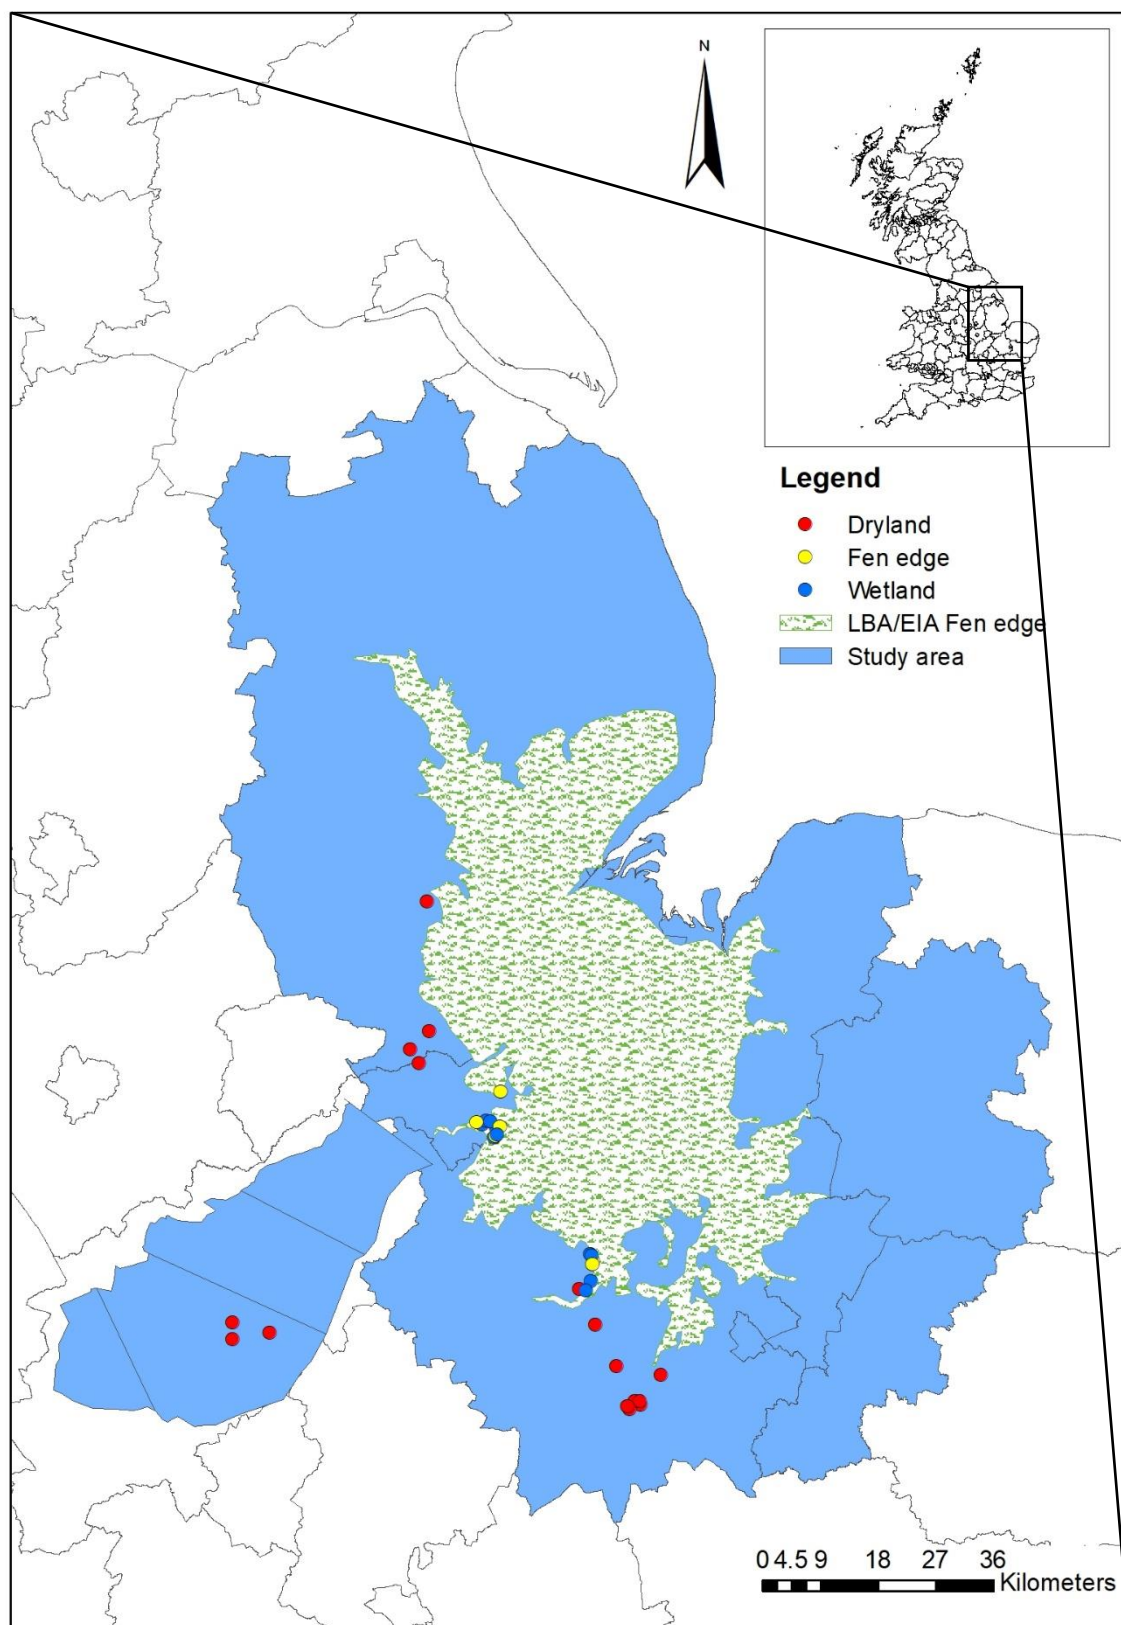 N
Legend
Dryland
Fen edge
Wetland
LBA/EIA Fen edge
Study area
0 4.5 9 18 27 36
Kilometers